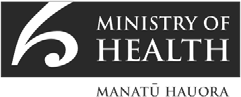 MINISTRY OF
HEALTH
MANATŪ HAUORA